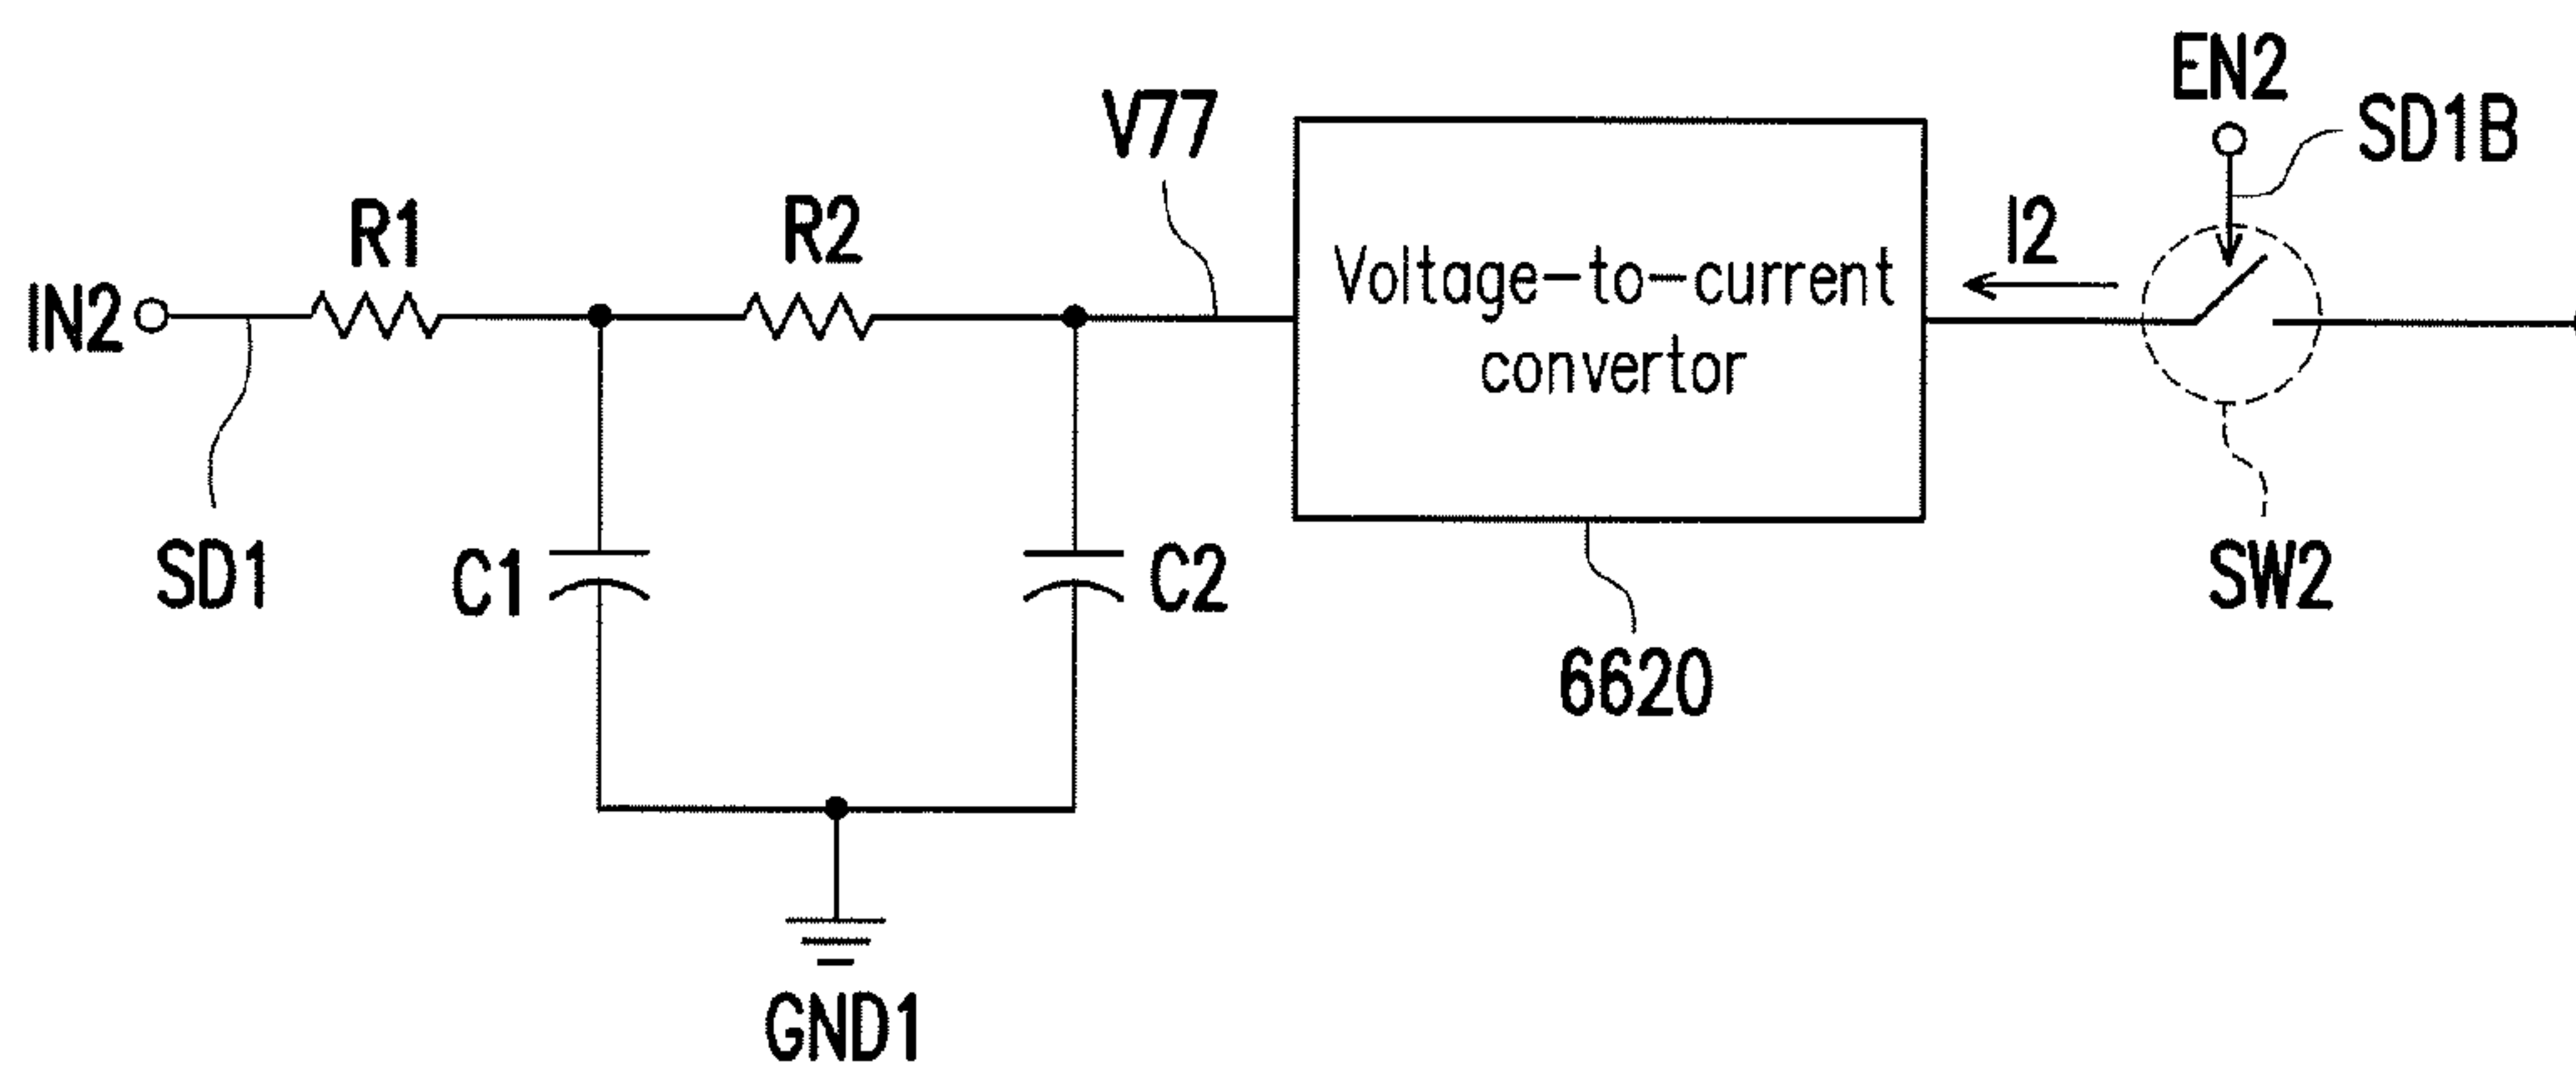 EN2
SD1B
V77
R1
R2
I2
IN2
Voltage-to-current
convertor
SD1
C1
C2
SW2
6620
GND1